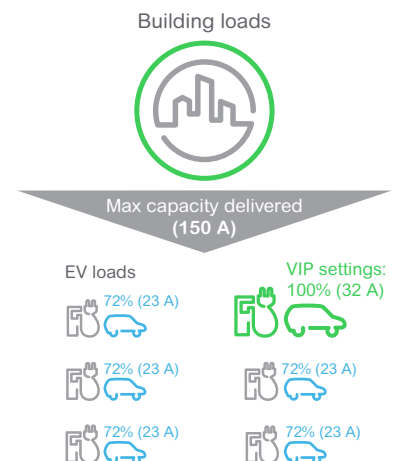 Building loads
Max capacity delivered
(150 A)
EV loads
VIP settings:
100% (32 A)
72% (23 A)
72% (23 A)
72% (23 A)
72% (23 A)
72% (23 A)